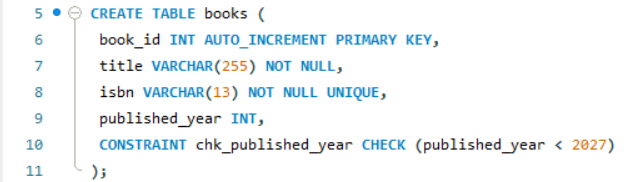 5 CREATE TABLE books (
6 book_id INT AUTO_INCREMENT PRIMARY KEY,
7 title VARCHAR(255) NOT NULL,
8 isbn VARCHAR(13) NOT NULL UNIQUE,
9 published_year INT,
10 CONSTRAINT chk_published_year CHECK (published_year < 2027)
11 );